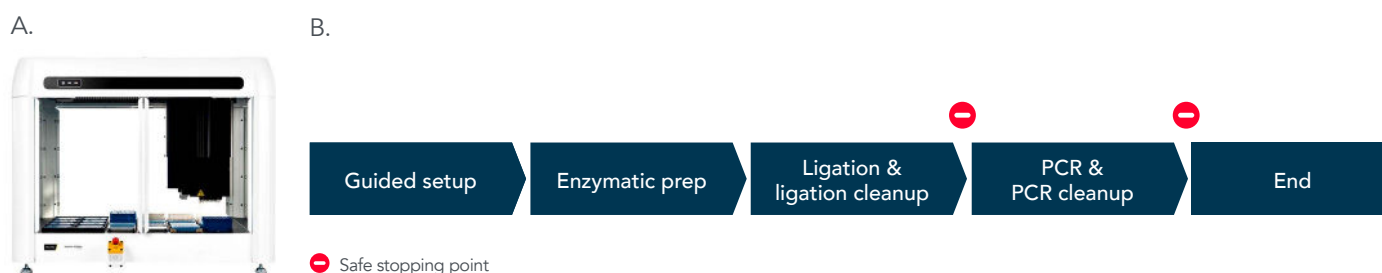 A.
B.
Guided setup
Enzymatic prep
Ligation &
ligation cleanup
PCR &
PCR cleanup
End
Safe stopping point